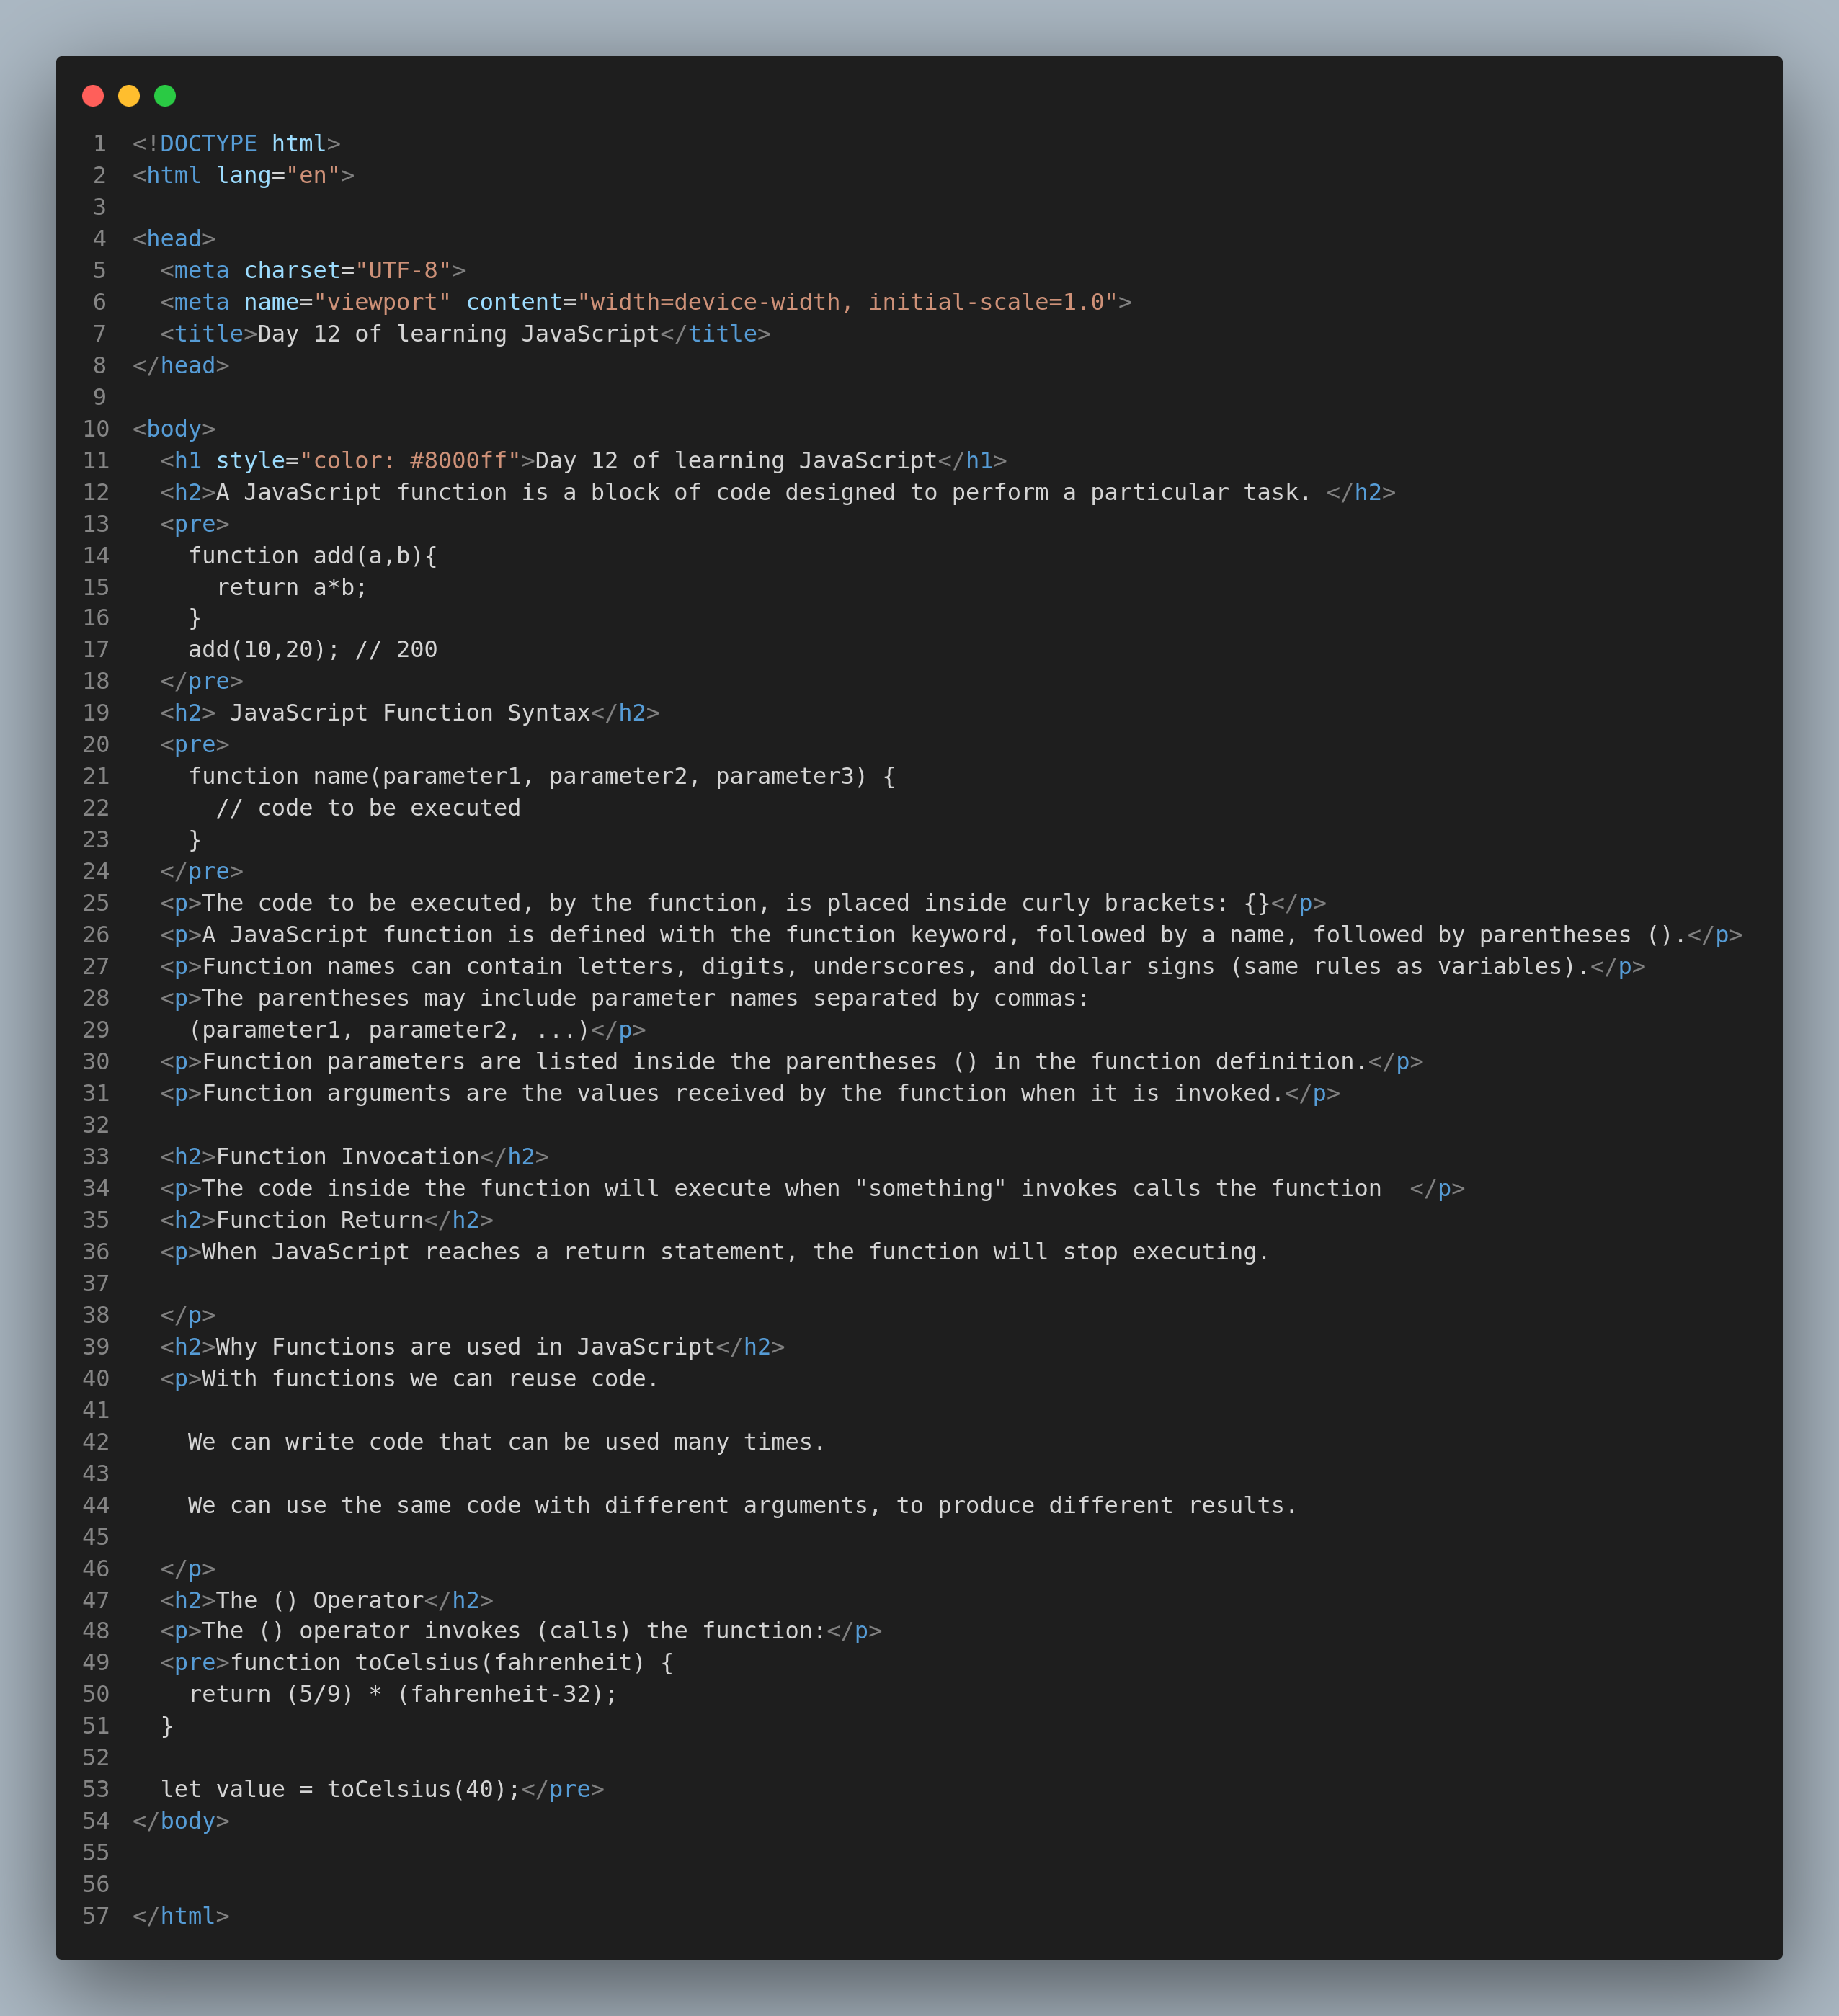 1 <!DOCTYPE html>
2 <html lang="en">
3
4 <head>
5   <meta charset="UTF-8">
6   <meta name="viewport" content="width=device-width, initial-scale=1.0">
7   <title>Day 12 of learning JavaScript</title>
8 </head>
9
10 <body>
11   <h1 style="color: #8000ff">Day 12 of learning JavaScript</h1>
12   <h2>A JavaScript function is a block of code designed to perform a particular task. </h2>
13   <pre>
14     function add(a,b){
15       return a*b;
16     }
17     add(10,20); // 200
18   </pre>
19   <h2> JavaScript Function Syntax</h2>
20   <pre>
21     function name(parameter1, parameter2, parameter3) {
22       // code to be executed
23     }
24   </pre>
25   <p>The code to be executed, by the function, is placed inside curly brackets: {}</p>
26   <p>A JavaScript function is defined with the function keyword, followed by a name, followed by parentheses ().</p>
27   <p>Function names can contain letters, digits, underscores, and dollar signs (same rules as variables).</p>
28   <p>The parentheses may include parameter names separated by commas:
29     (parameter1, parameter2, ...)</p>
30   <p>Function parameters are listed inside the parentheses () in the function definition.</p>
31   <p>Function arguments are the values received by the function when it is invoked.</p>
32
33   <h2>Function Invocation</h2>
34   <p>The code inside the function will execute when "something" invokes calls the function  </p>
35   <h2>Function Return</h2>
36   <p>When JavaScript reaches a return statement, the function will stop executing.
37
38   </p>
39   <h2>Why Functions are used in JavaScript</h2>
40   <p>With functions we can reuse code.
41
42     We can write code that can be used many times.
43
44     We can use the same code with different arguments, to produce different results.
45
46   </p>
47   <h2>The () Operator</h2>
48   <p>The () operator invokes (calls) the function:</p>
49   <pre>function toCelsius(fahrenheit) {
50     return (5/9) * (fahrenheit-32);
51   }
52
53   let value = toCelsius(40);</pre>
54 </body>
55
56
57 </html>